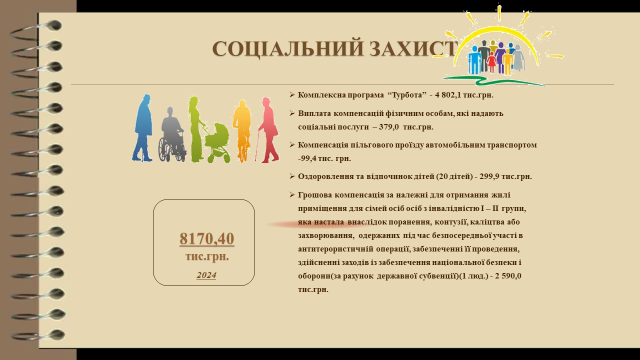 СОЦІАЛЬНИЙ ЗАХИСТ
Комплексна програма "Турбота" - 4 802,1 тис.грн.
Виплата компенсацій фізичним особам, які надають
соціальні послуги – 379,0 тис.грн.
Компенсація пільгового проїзду автомобільним транспортом
-99,4 тис. грн.
Оздоровлення та відпочинок дітей (20 дітей) - 299,9 тис.грн.
Грошова компенсація за належні для отримання жилі
приміщення для сімей осіб осіб з інвалідністю І – ІІ групи,
яка настала внаслідок поранення, контузії, каліцтва або
захворювання, одержаних під час безпосередньої участі в
антитерористичній операції, забезпеченні її проведення,
здійсненні заходів із забезпечення національної безпеки і
оборони(за рахунок державної субвенції)(1 люд.) - 2 590,0
тис.грн.
8170,40
тис.грн.
2024